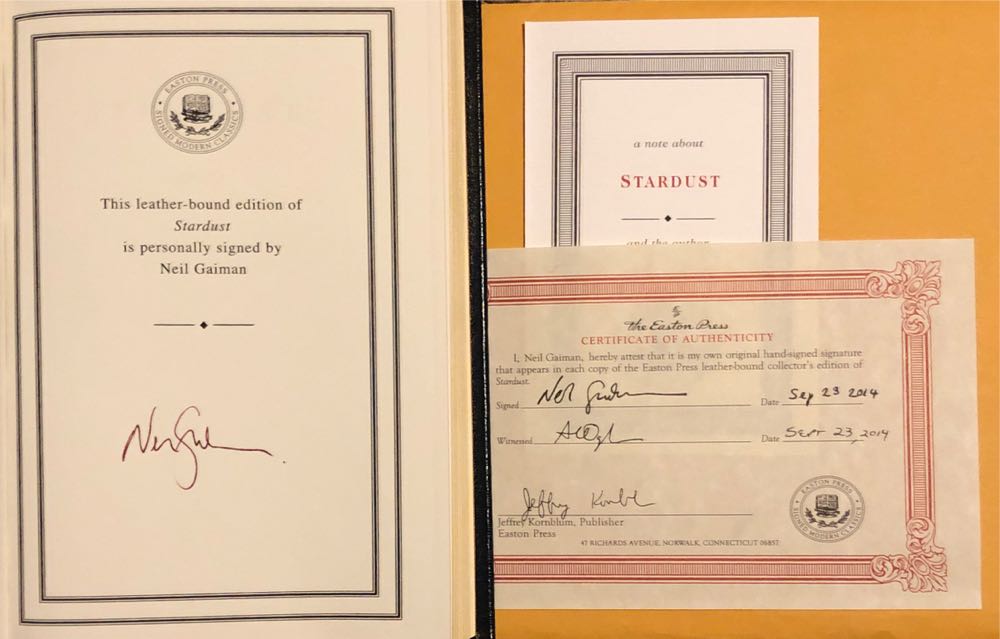 EASTON PRESS
SIGNED MODERN CLASSICS
This leather-bound edition of
Stardust
is personally signed by
Neil Gaiman
a note about
STARDUST
and the author
The Easton Press
CERTIFICATE OF AUTHENTICITY
I, Neil Gaiman, hereby attest that it is my own original hand-signed signature
that appears in each copy of the Easton Press leather-bound collector's edition of
Stardust.
Signed Date Sep 23 2014
Witnessed Date Sept 23, 2014
Jeffrey Kornblum, Publisher
Easton Press
47 RICHARDS AVENUE, NORWALK, CONNECTICUT 06857
EASTON PRESS
SIGNED MODERN CLASSICS